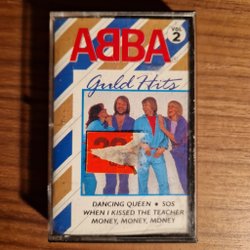 ABBA
VOL
2
Guld Hits
DANCING QUEEN • SOS
WHEN I KISSED THE TEACHER
MONEY, MONEY, MONEY